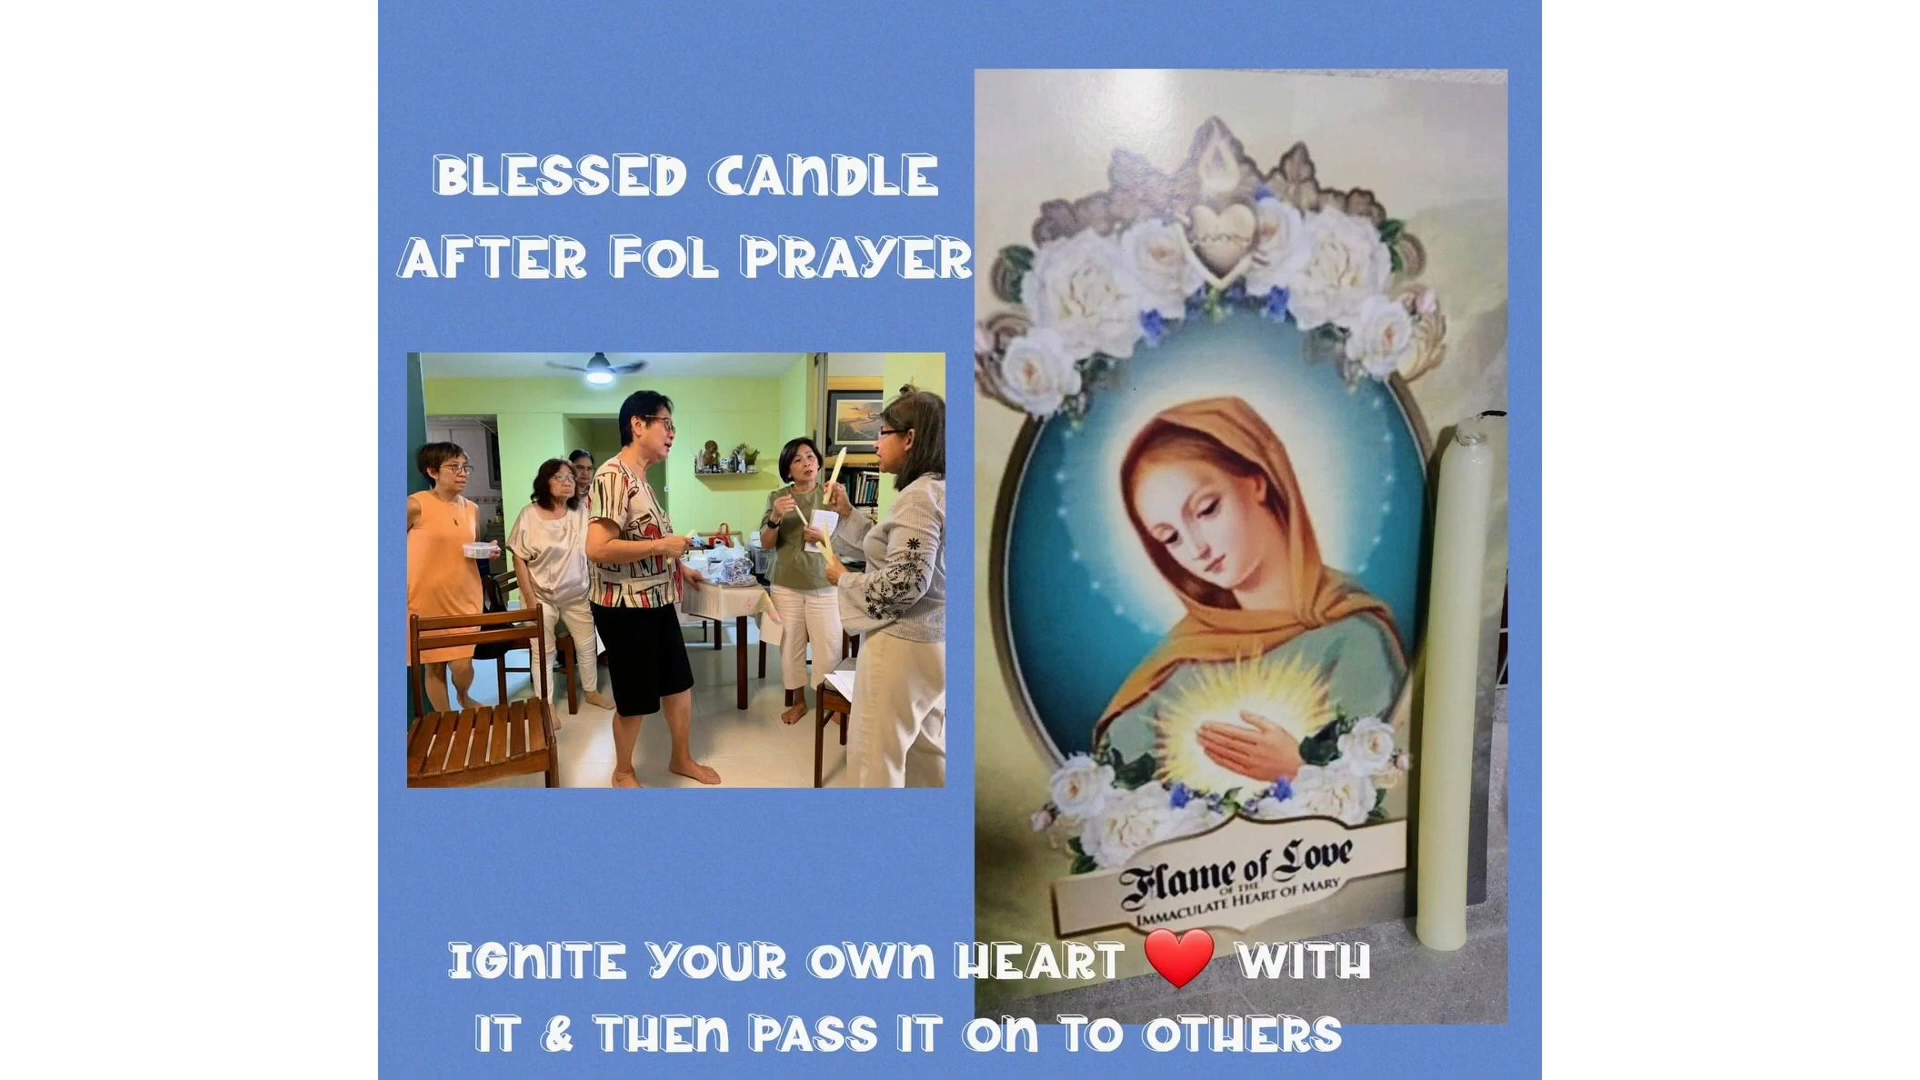 BLESSED CANDLE
AFTER FOL PRAYER
Flame of Love
OF THE
IMMACULATE HEART OF MARY
IGNITE YOUR OWN HEART ❤️ WITH
IT & THEN PASS IT ON TO OTHERS